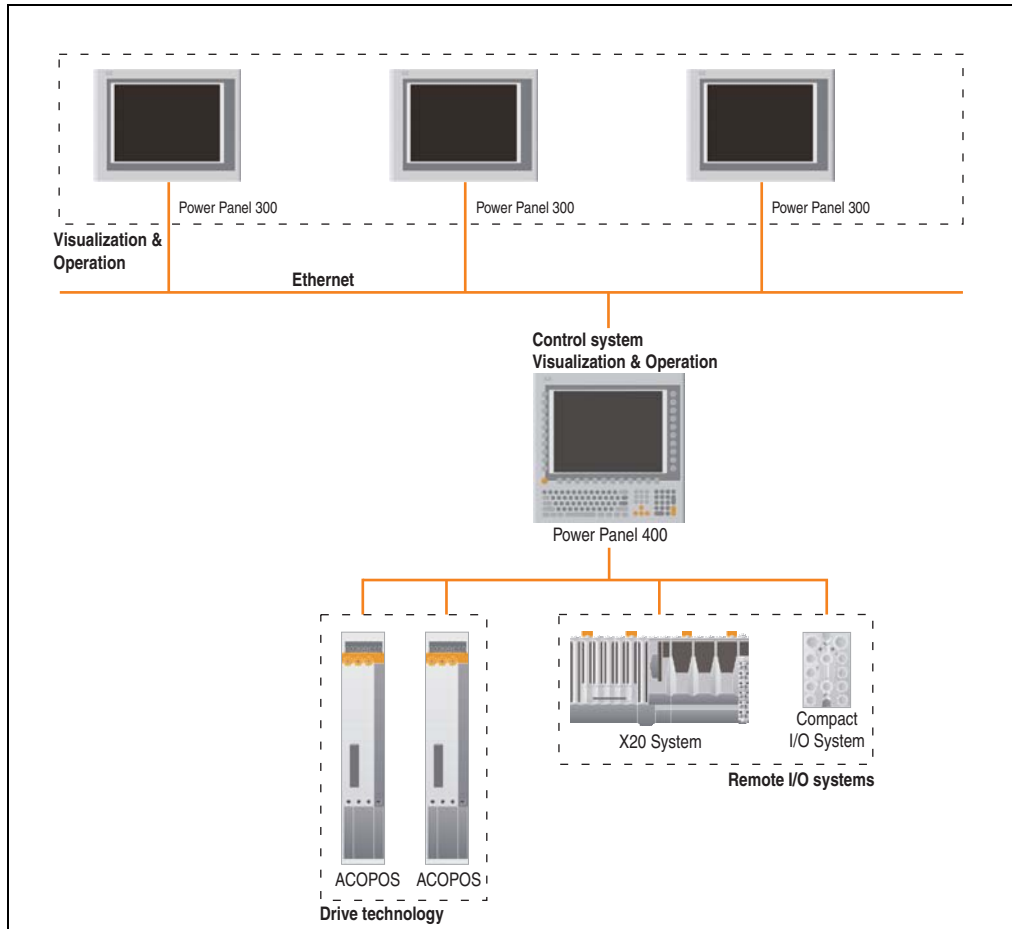 Power Panel 300
Power Panel 300
Power Panel 300
Visualization &
Operation
Ethernet
Control system
Visualization & Operation
Power Panel 400
X20 System
Compact
I/O System
Remote I/O systems
ACOPOS
ACOPOS
Drive technology